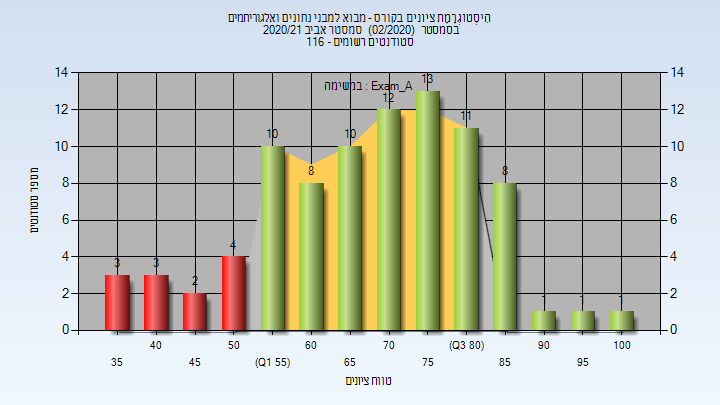 היסטוגרמת ציונים בקורס - מבוא למבני נתונים ואלגוריתמים
בסמסטר (02/2020) סמסטר אביב 2020/21
סטודנטים רשומים - 116
במשימה : Exam_A
מספר סטודנטים
14 14
12 12
10 10
8 8
6 6
4 4
2 2
0 0
3 3 2 4 10 8 10 12 13 11 8 1 1 1
40 50 60 70 (Q3 80) 90 100
35 45 (Q1 55) 65 75 85 95
טווח ציונים